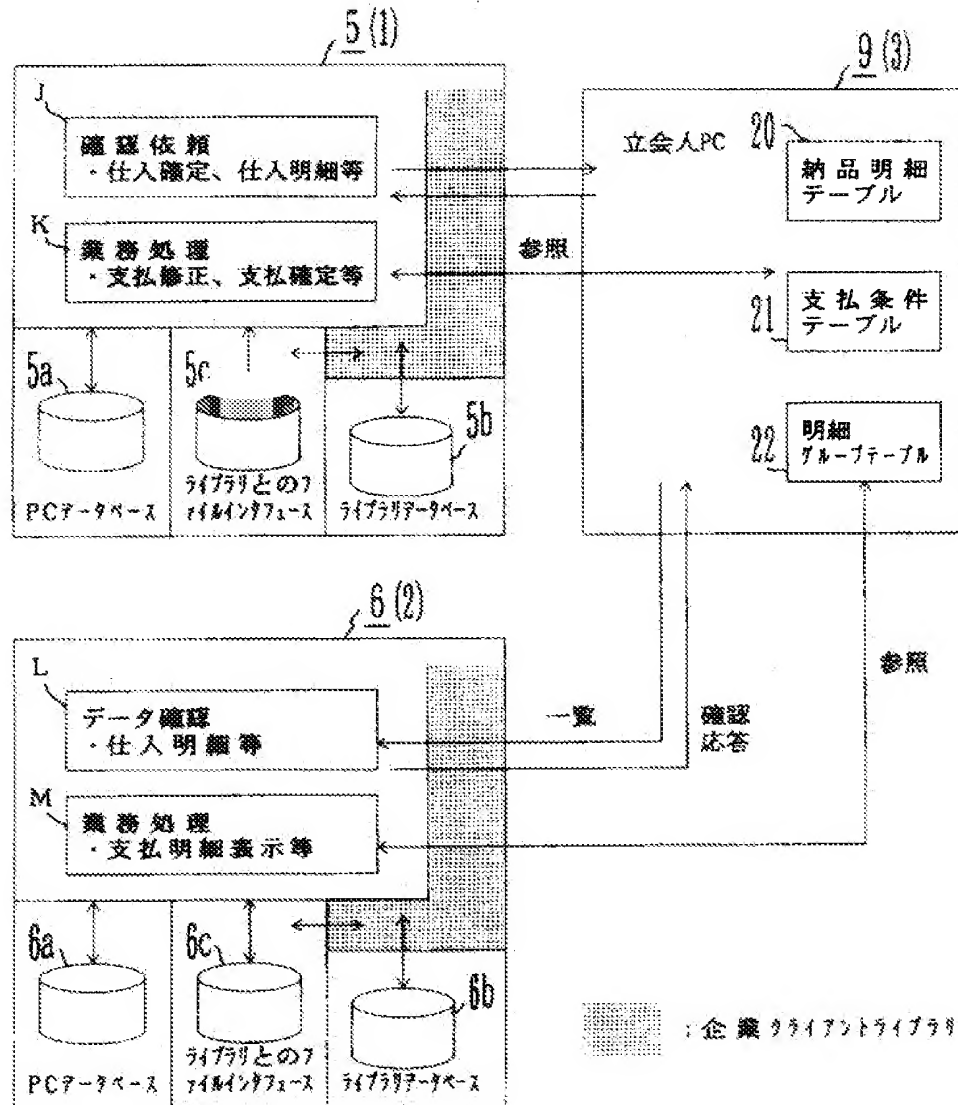 5 (1)
J
確認依頼
・仕入確定、仕入明細等
K
業務処理
・支払修正、支払確定等
5a
5c
5b
PCデータベース
ライブラリとのフ
ァイルインタフェース
ライブラリデータベース
9 (3)
立会人PC
20
納品明細
テーブル
参照
21
支払条件
テーブル
22
明細
グループテーブル
6 (2)
L
データ確認
・仕入明細等
M
業務処理
・支払明細表示等
一覧
確認
応答
参照
6a
6c
6b
PCデータベース
ライブラリとのフ
ァイルインタフェース
ライブラリデータベース
：企業クライアントライブラリ